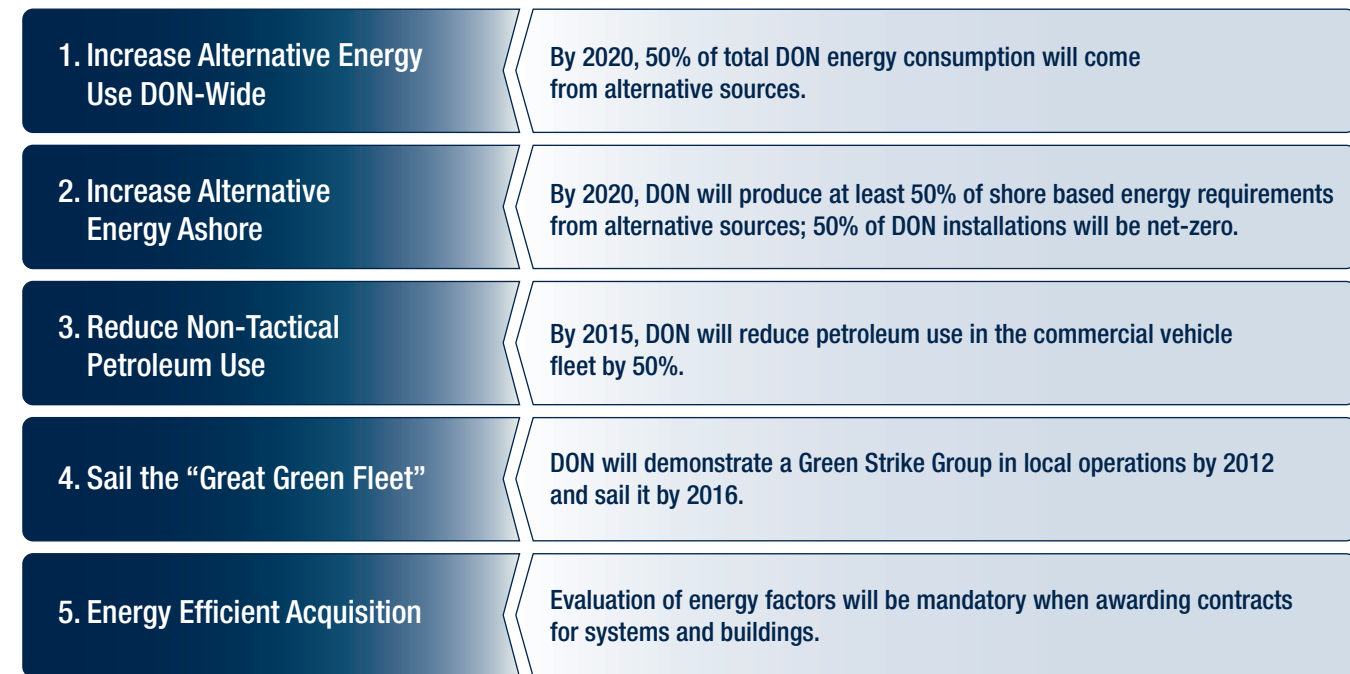 1. Increase Alternative Energy
Use DON-Wide
By 2020, 50% of total DON energy consumption will come
from alternative sources.
2. Increase Alternative
Energy Ashore
By 2020, DON will produce at least 50% of shore based energy requirements
from alternative sources; 50% of DON installations will be net-zero.
3. Reduce Non-Tactical
Petroleum Use
By 2015, DON will reduce petroleum use in the commercial vehicle
fleet by 50%.
4. Sail the “Great Green Fleet”
DON will demonstrate a Green Strike Group in local operations by 2012
and sail it by 2016.
5. Energy Efficient Acquisition
Evaluation of energy factors will be mandatory when awarding contracts
for systems and buildings.